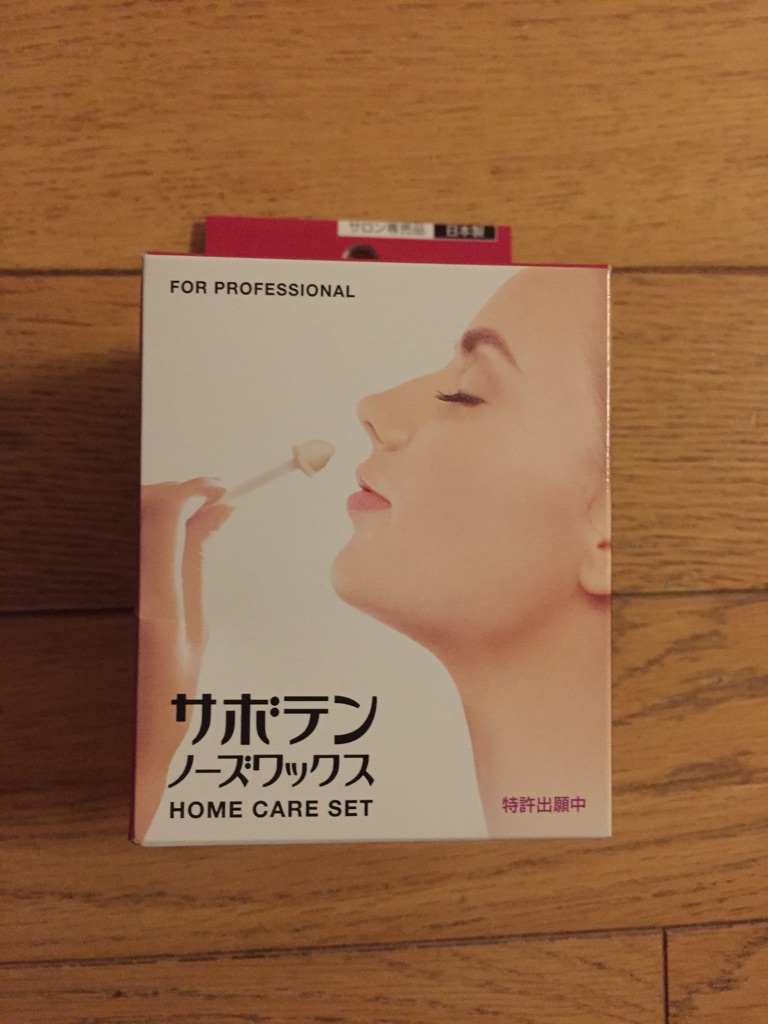 サロン専売品 日本製
FOR PROFESSIONAL
サボテン
ノーズワックス
HOME CARE SET
特許出願中